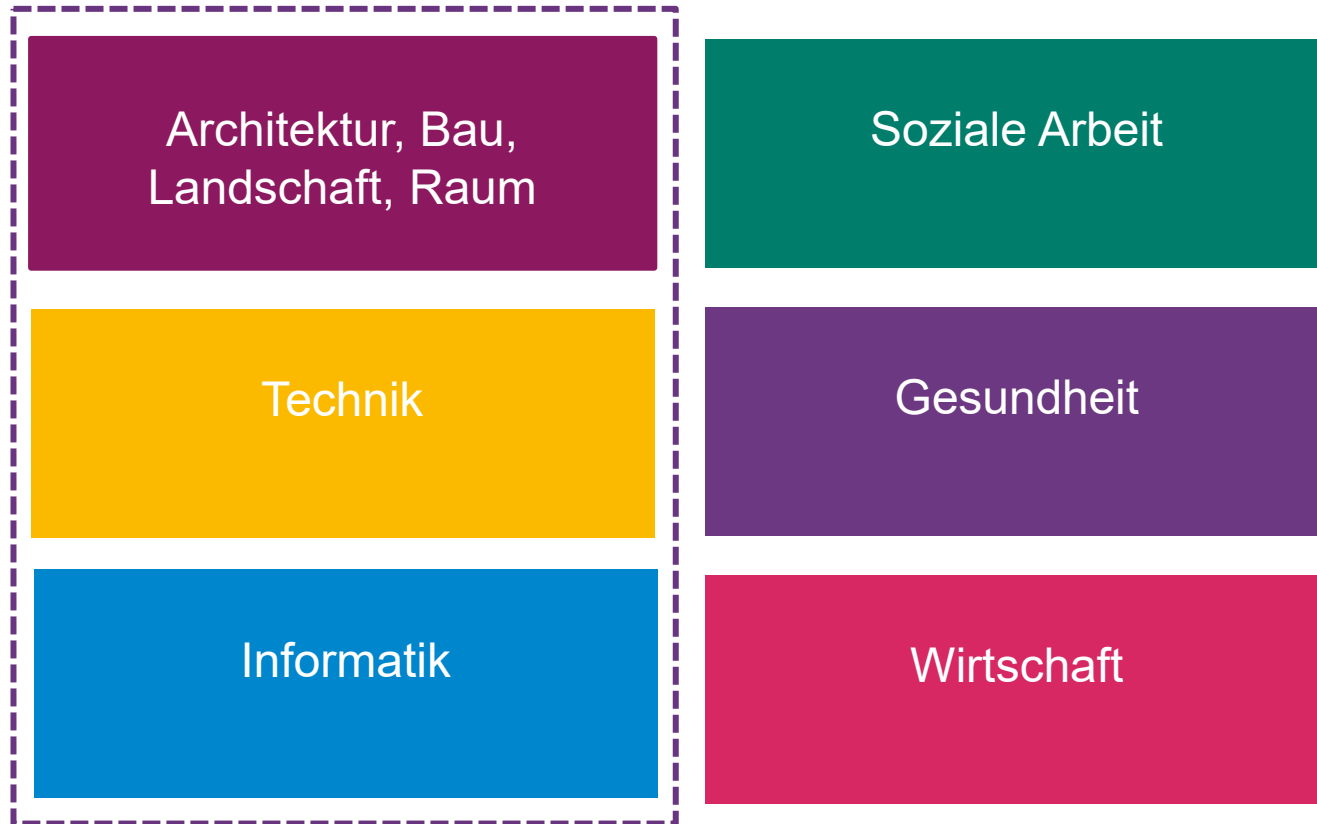 Architektur, Bau,
Landschaft, Raum
Technik
Informatik
Soziale Arbeit
Gesundheit
Wirtschaft